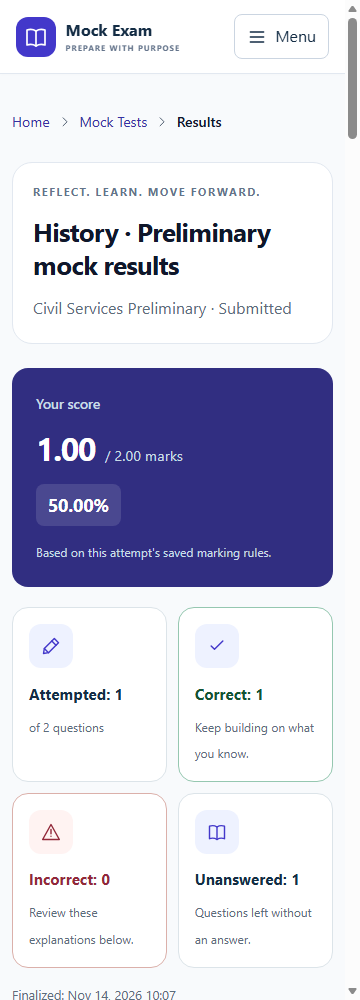 Mock Exam
PREPARE WITH PURPOSE
Menu
Home
Mock Tests
Results
REFLECT. LEARN. MOVE FORWARD.
History · Preliminary
mock results
Civil Services Preliminary · Submitted
Your score
1.00 / 2.00 marks
50.00%
Based on this attempt's saved marking rules.
Attempted: 1
of 2 questions
Correct: 1
Keep building on what
you know.
Incorrect: 0
Review these
explanations below.
Unanswered: 1
Questions left without
an answer.
Finalized: Nov 14, 2026 10:07